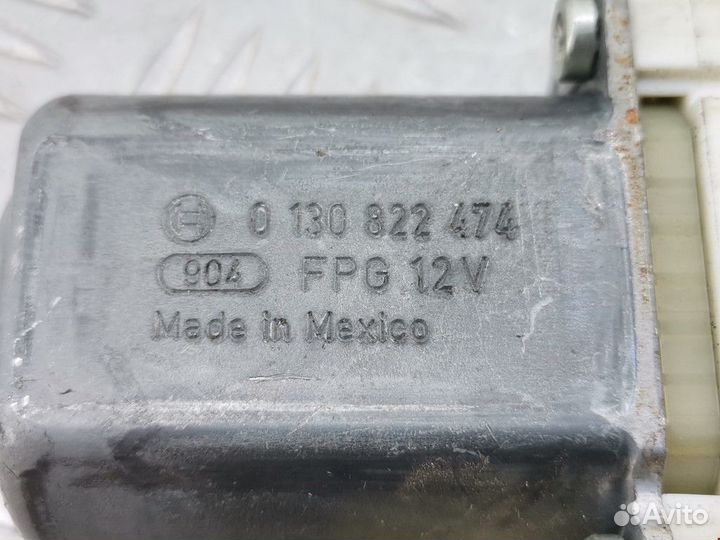 0 130 822 474
904 FPG 12V
Made in Mexico
Avito